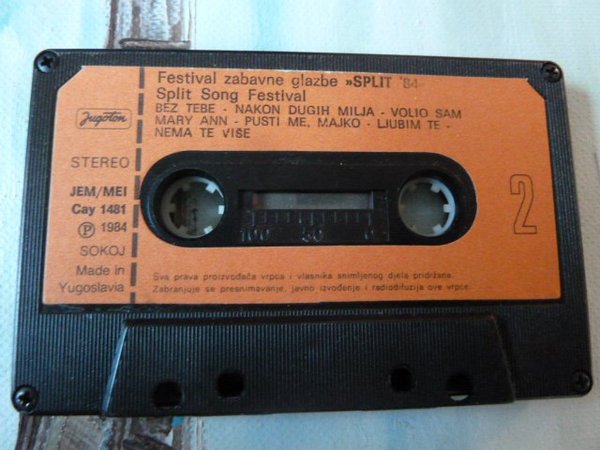 Festival zabavne glazbe »SPLIT '84
Split Song Festival
BEZ TEBE - NAKON DUGIH MILJA - VOLIO SAM
MARY ANN - PUSTI ME, MAJKO - LJUBIM TE -
NEMA TE VIŠE
Jugoton
STEREO
JEM/MEI
Cay 1481
Ⓟ 1984
SOKOJ
Made in
Yugoslavia
2
100 50 0
Sva prava proizvođača vrpca i vlasnika snimljenog djela pridržana.
Zabranjuje se presnimavanje, javno izvođenje i radiodifuzija ove vrpce.